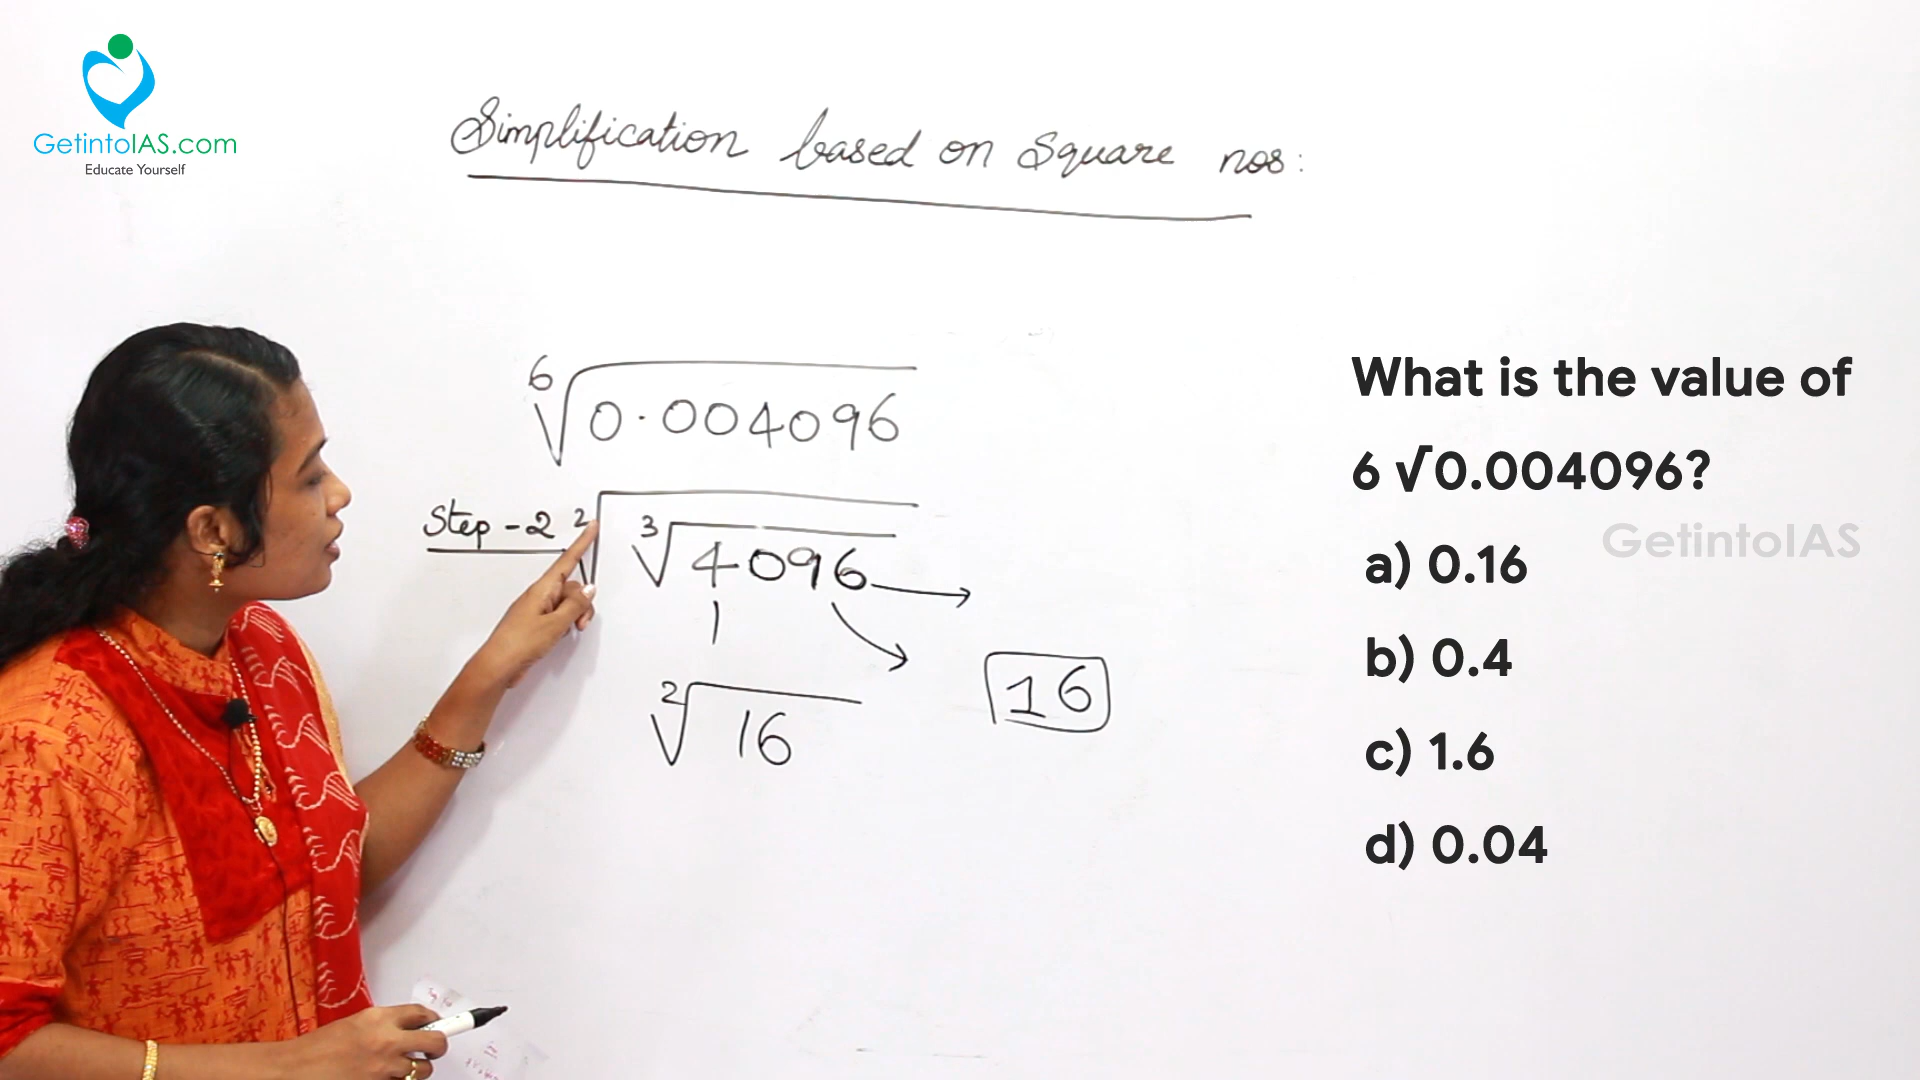 GetintoIAS.com
Educate Yourself
Simplification based on Square nos:
6√0.004096
Step-2 2√ 3√4096
2√16
16
What is the value of
6 √0.004096?
GetintoIAS
a) 0.16
b) 0.4
c) 1.6
d) 0.04